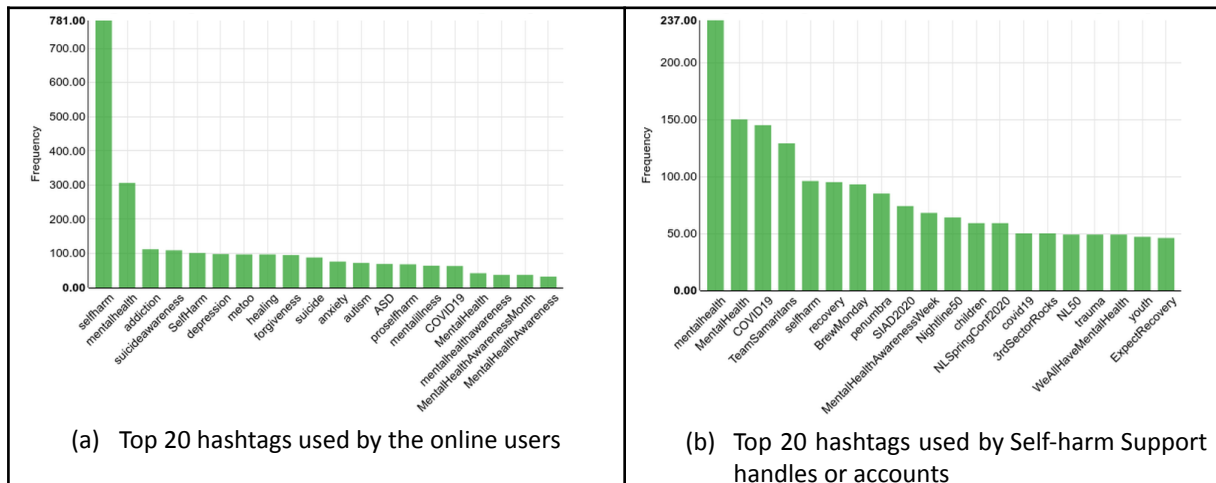 781.00
700.00
600.00
500.00
400.00
300.00
200.00
100.00
0.00
Frequency
selfharm
mentalhealth
addiction
suicideawareness
SelfHarm
depression
metoo
healing
forgiveness
suicide
anxiety
autism
ASD
proselfharm
mentalillness
COVID19
MentalHealth
mentalhealthawareness
MentalHealthAwarenessMonth
MentalHealthAwareness
(a) Top 20 hashtags used by the online users
237.00
200.00
150.00
100.00
50.00
0.00
Frequency
mentalhealth
MentalHealth
COVID19
TeamSamaritans
selfharm
recovery
BrewMonday
penumbra
SIAD2020
MentalHealthAwarenessWeek
Nightline50
children
NLSpringConf2020
covid19
3rdSectorRocks
NL50
trauma
WeAllHaveMentalHealth
youth
ExpectRecovery
(b) Top 20 hashtags used by Self-harm Support
handles or accounts